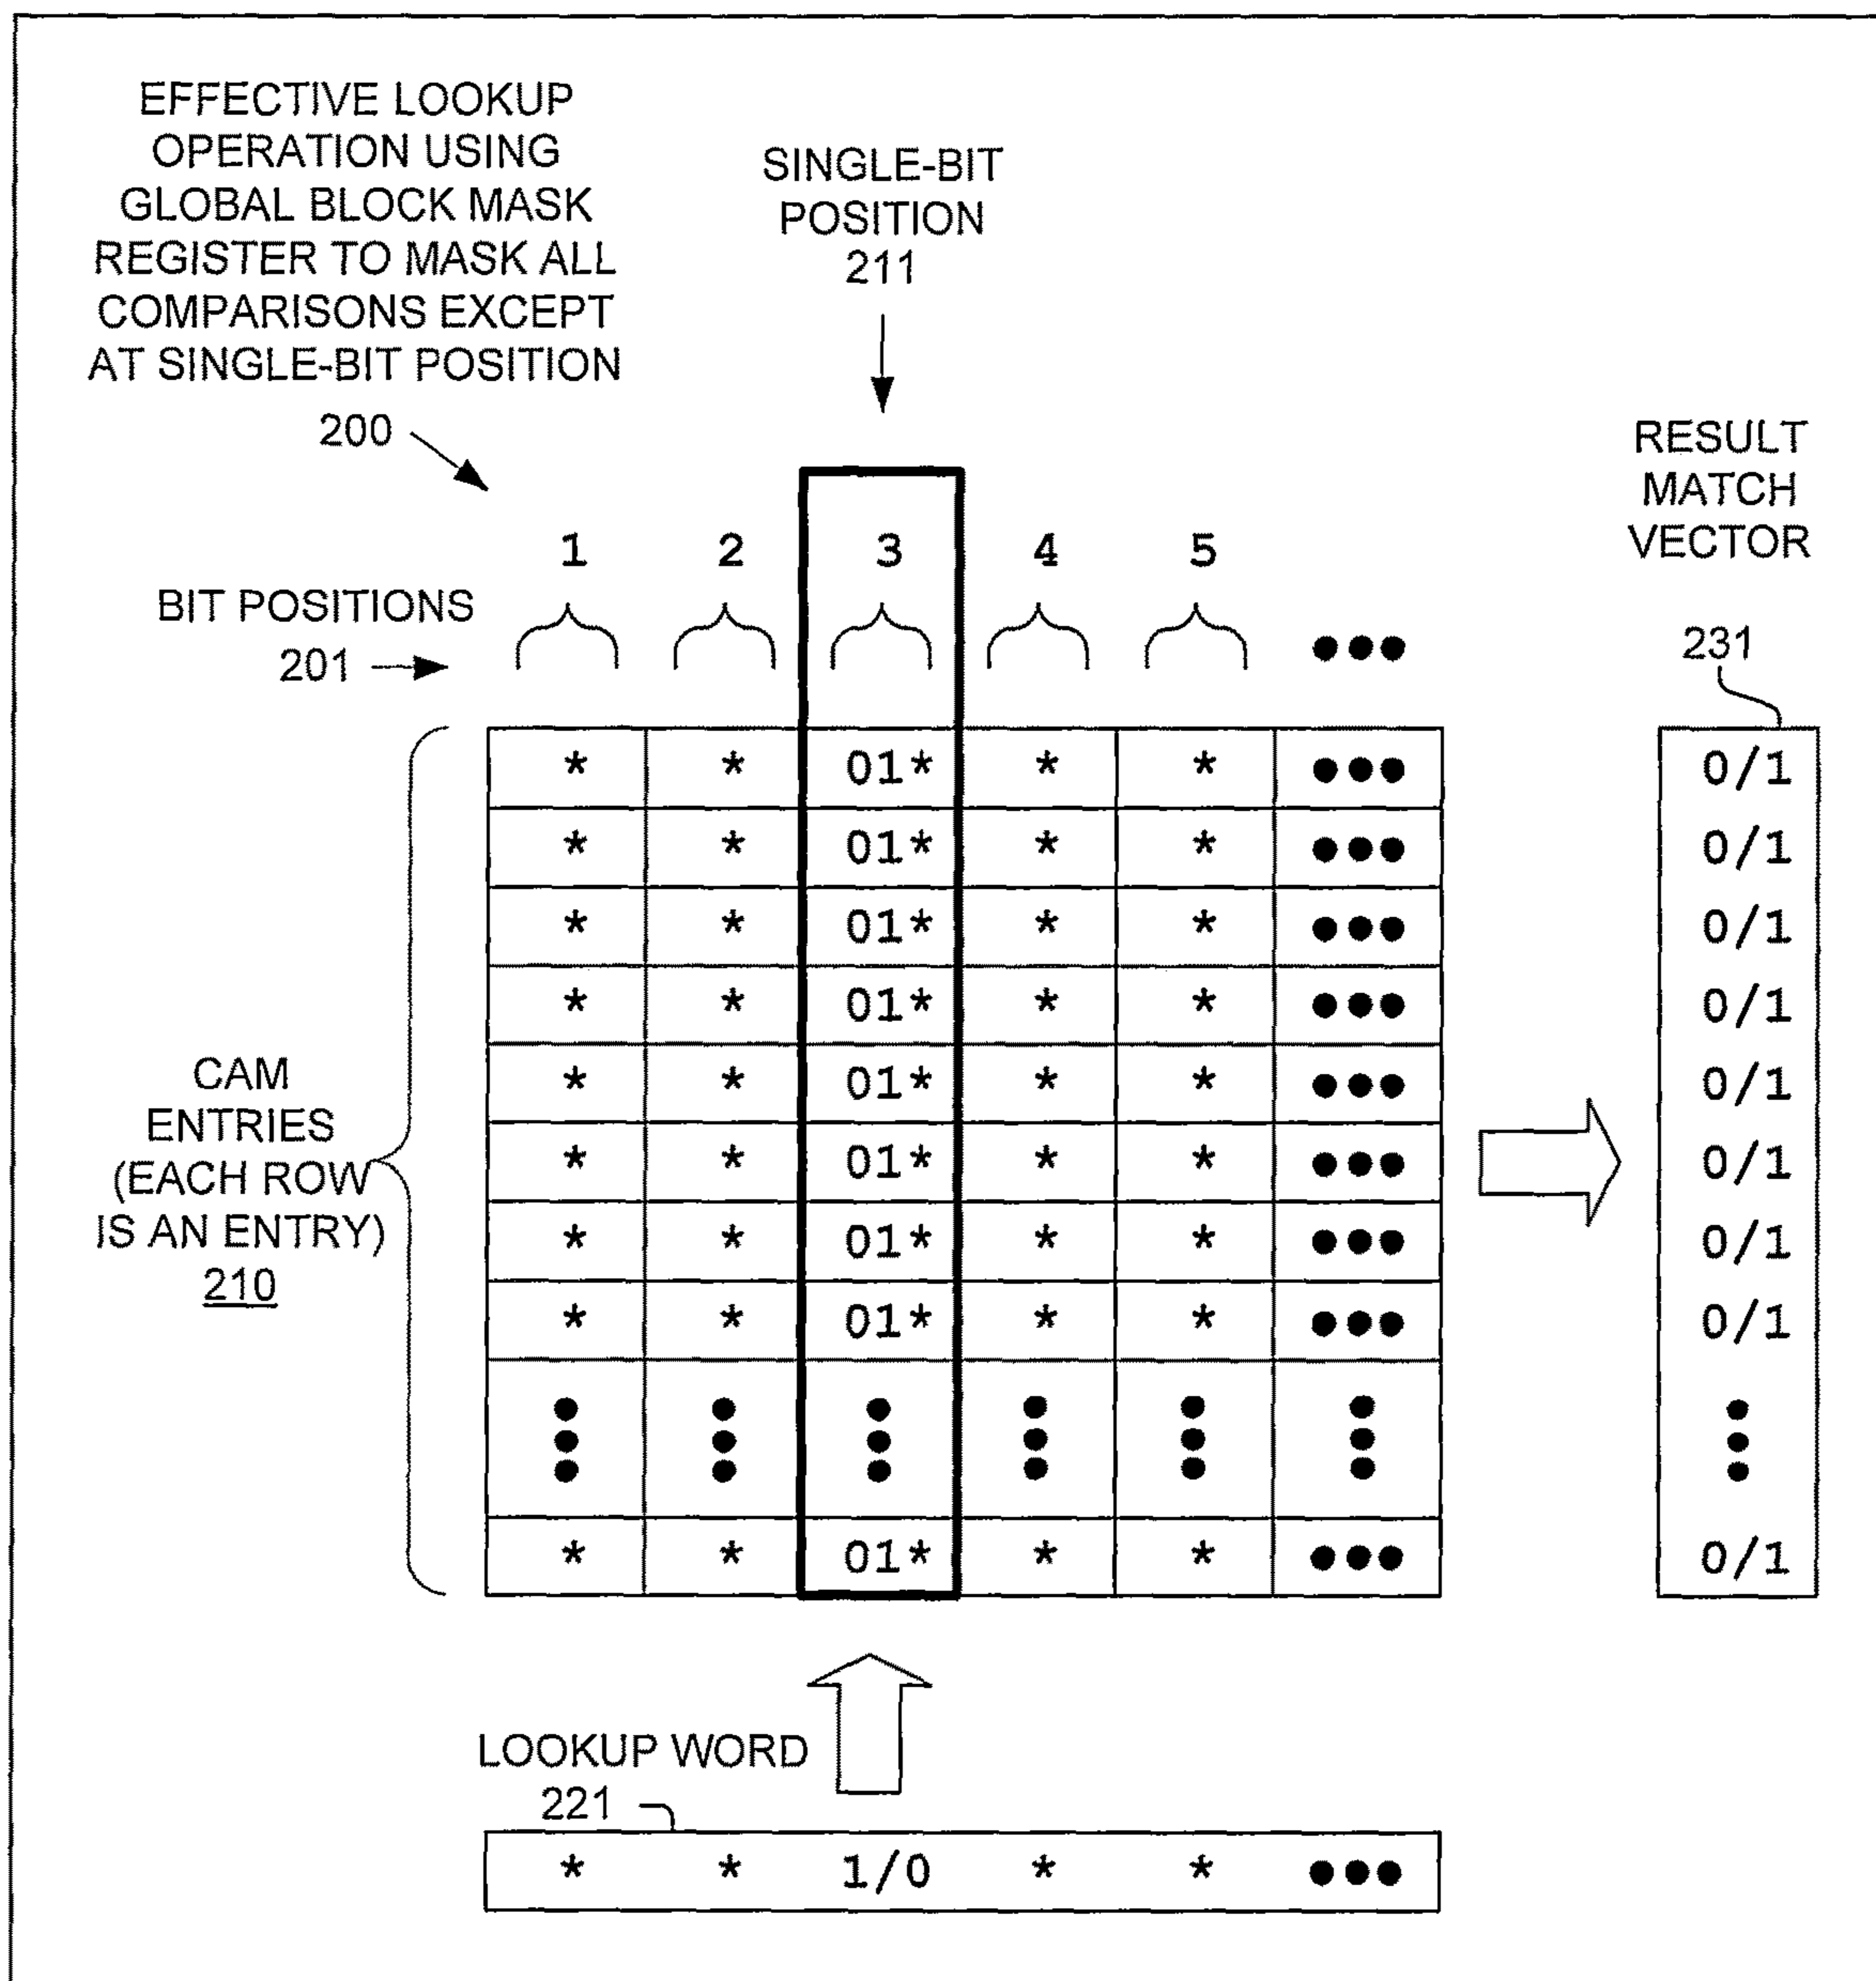 EFFECTIVE LOOKUP
OPERATION USING
GLOBAL BLOCK MASK
REGISTER TO MASK ALL
COMPARISONS EXCEPT
AT SINGLE-BIT POSITION
200
SINGLE-BIT
POSITION
211
RESULT
MATCH
VECTOR
231
1 2 3 4 5
BIT POSITIONS
201 •••
* * 01* * * ••• 0/1
* * 01* * * ••• 0/1
* * 01* * * ••• 0/1
* * 01* * * ••• 0/1
* * 01* * * ••• 0/1
* * 01* * * ••• 0/1
* * 01* * * ••• 0/1
* * 01* * * ••• 0/1
* * 01* * * ••• 0/1
CAM
ENTRIES
(EACH ROW
IS AN ENTRY)
210
LOOKUP WORD
221
* * 1/0 * * •••